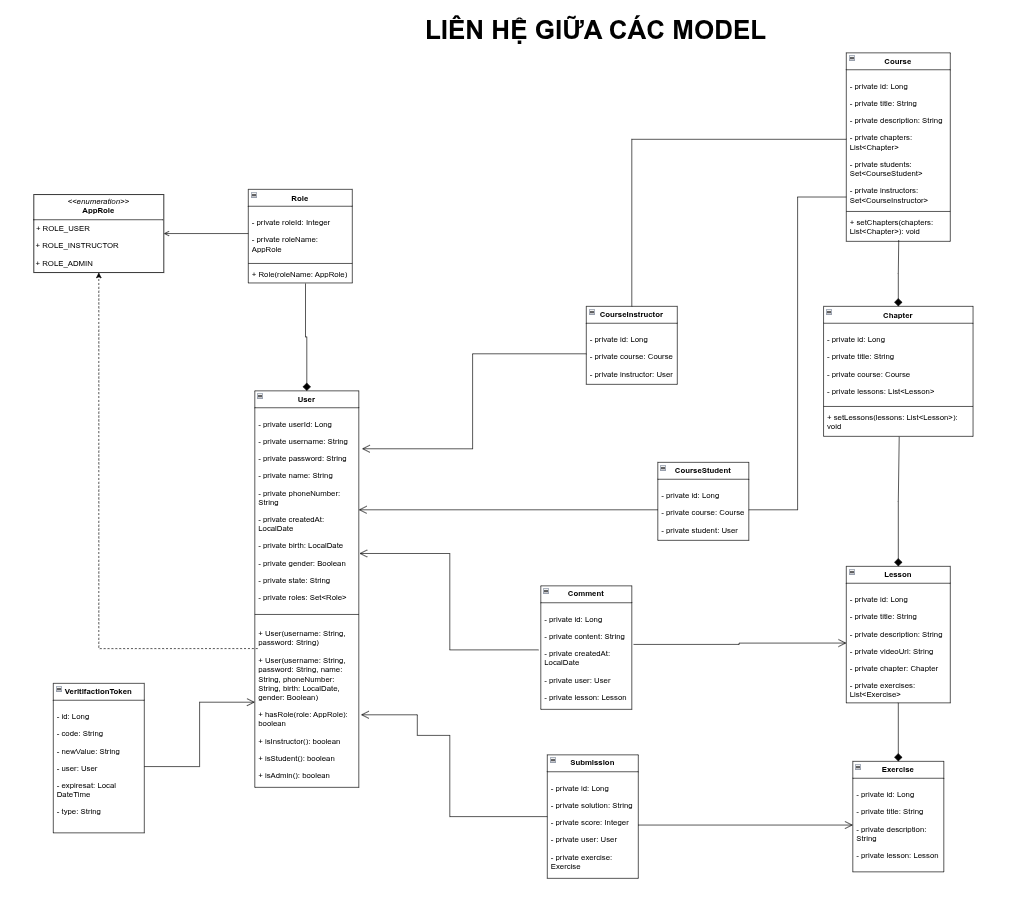 LIÊN HỆ GIỮA CÁC MODEL
Course
- private id: Long
- private title: String
- private description: String
- private chapters:
List<Chapter>
- private students:
Set<CourseStudent>
- private instructors:
Set<CourseInstructor>
+ setChapters(chapters:
List<Chapter>): void
<<enumeration>>
AppRole
+ ROLE_USER
+ ROLE_INSTRUCTOR
+ ROLE_ADMIN
Role
- private roleId: Integer
- private roleName:
AppRole
+ Role(roleName: AppRole)
CourseInstructor
- private id: Long
- private course: Course
- private instructor: User
Chapter
- private id: Long
- private title: String
- private course: Course
- private lessons: List<Lesson>
+ setLessons(lessons: List<Lesson>):
void
User
- private userId: Long
- private username: String
- private password: String
- private name: String
- private phoneNumber:
String
- private createdAt:
LocalDate
- private birth: LocalDate
- private gender: Boolean
- private state: String
- private roles: Set<Role>
+ User(username: String,
password: String)
+ User(username: String,
password: String, name:
String, phoneNumber:
String, birth: LocalDate,
gender: Boolean)
+ hasRole(role: AppRole):
boolean
+ isInstructor(): boolean
+ isStudent(): boolean
+ isAdmin(): boolean
CourseStudent
- private id: Long
- private course: Course
- private student: User
Comment
- private id: Long
- private content: String
- private createdAt:
LocalDate
- private user: User
- private lesson: Lesson
Lesson
- private id: Long
- private title: String
- private description: String
- private videoUrl: String
- private chapter: Chapter
- private exercises:
List<Exercise>
VeritifactionToken
- id: Long
- code: String
- newValue: String
- user: User
- expiresat: Local
DateTime
- type: String
Submission
- private id: Long
- private solution: String
- private score: Integer
- private user: User
- private exercise:
Exercise
Exercise
- private id: Long
- private title: String
- private description:
String
- private lesson: Lesson